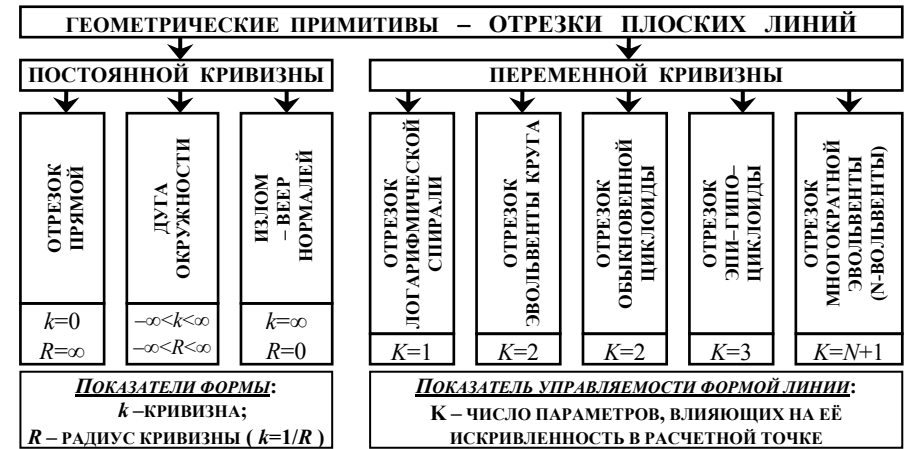 ГЕОМЕТРИЧЕСКИЕ ПРИМИТИВЫ – ОТРЕЗКИ ПЛОСКИХ ЛИНИЙ
ПОСТОЯННОЙ КРИВИЗНЫ
ПЕРЕМЕННОЙ КРИВИЗНЫ
ОТРЕЗОК
ПРЯМОЙ
ДУГА
ОКРУЖНОСТИ
ИЗЛОМ
– ВЕЕР
НОРМАЛЕЙ
ОТРЕЗОК
ЛОГАРИФМИЧЕСКОЙ
СПИРАЛИ
ОТРЕЗОК
ЭВОЛЬВЕНТЫ КРУГА
ОТРЕЗОК
ОБЫКНОВЕННОЙ
ЦИКЛОИДЫ
ОТРЕЗОК
ЭПИ–ГИПО–
ЦИКЛОИДЫ
ОТРЕЗОК
МНОГОКРАТНОЙ
ЭВОЛЬВЕНТЫ
(N-ВОЛЬВЕНТЫ)
k=0
R=∞
–∞<k<∞
–∞<R<∞
k=∞
R=0
K=1
K=2
K=2
K=3
K=N+1
ПОКАЗАТЕЛИ ФОРМЫ:
k –КРИВИЗНА;
R – РАДИУС КРИВИЗНЫ ( k=1/R )
ПОКАЗАТЕЛЬ УПРАВЛЯЕМОСТИ ФОРМОЙ ЛИНИИ:
K – ЧИСЛО ПАРАМЕТРОВ, ВЛИЯЮЩИХ НА ЕЁ
ИСКРИВЛЕННОСТЬ В РАСЧЕТНОЙ ТОЧКЕ